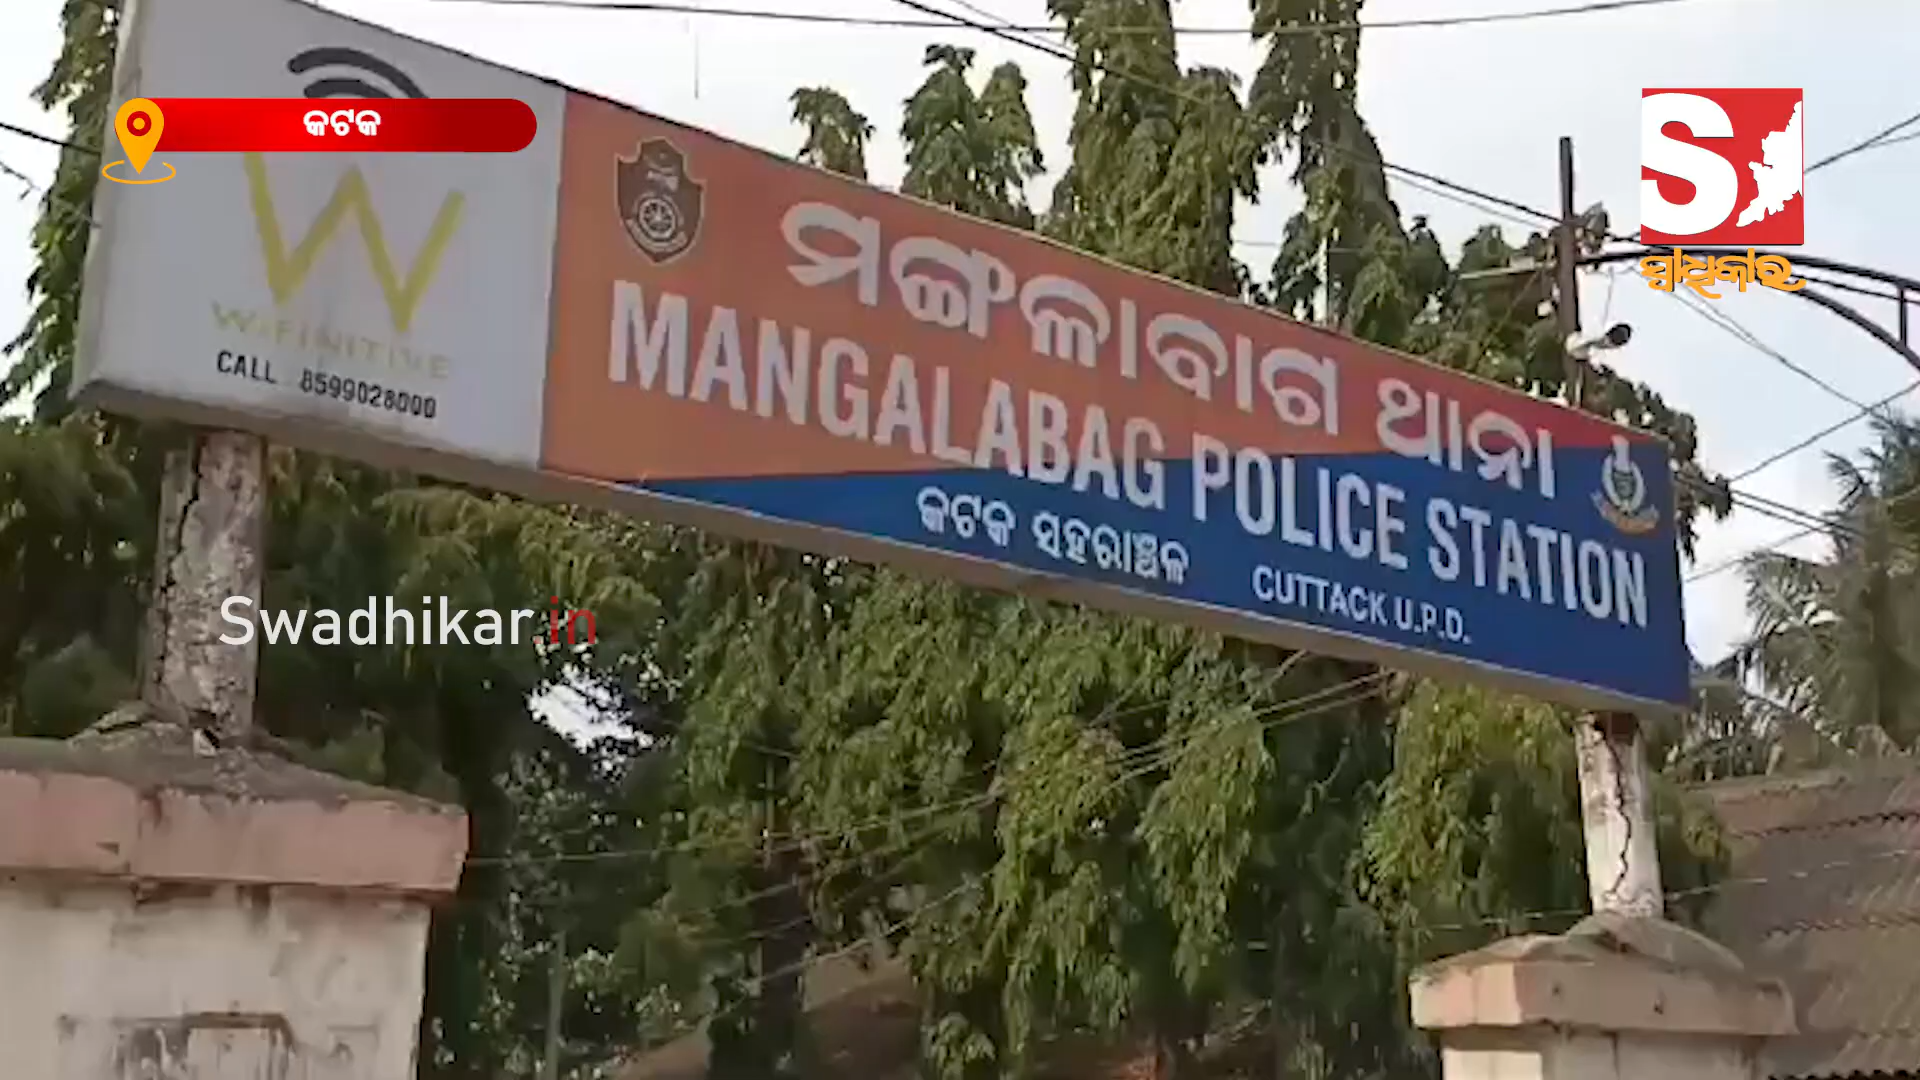 କଟକ
W
WIFINITIVE
CALL 8599028000
ମଙ୍ଗଳାବାଗ ଥାନା
MANGALABAG POLICE STATION
କଟକ ସହରାଞ୍ଚଳ
CUTTACK U.P.D.
S
ସ୍ୱାଧିକାର
Swadhikar.in